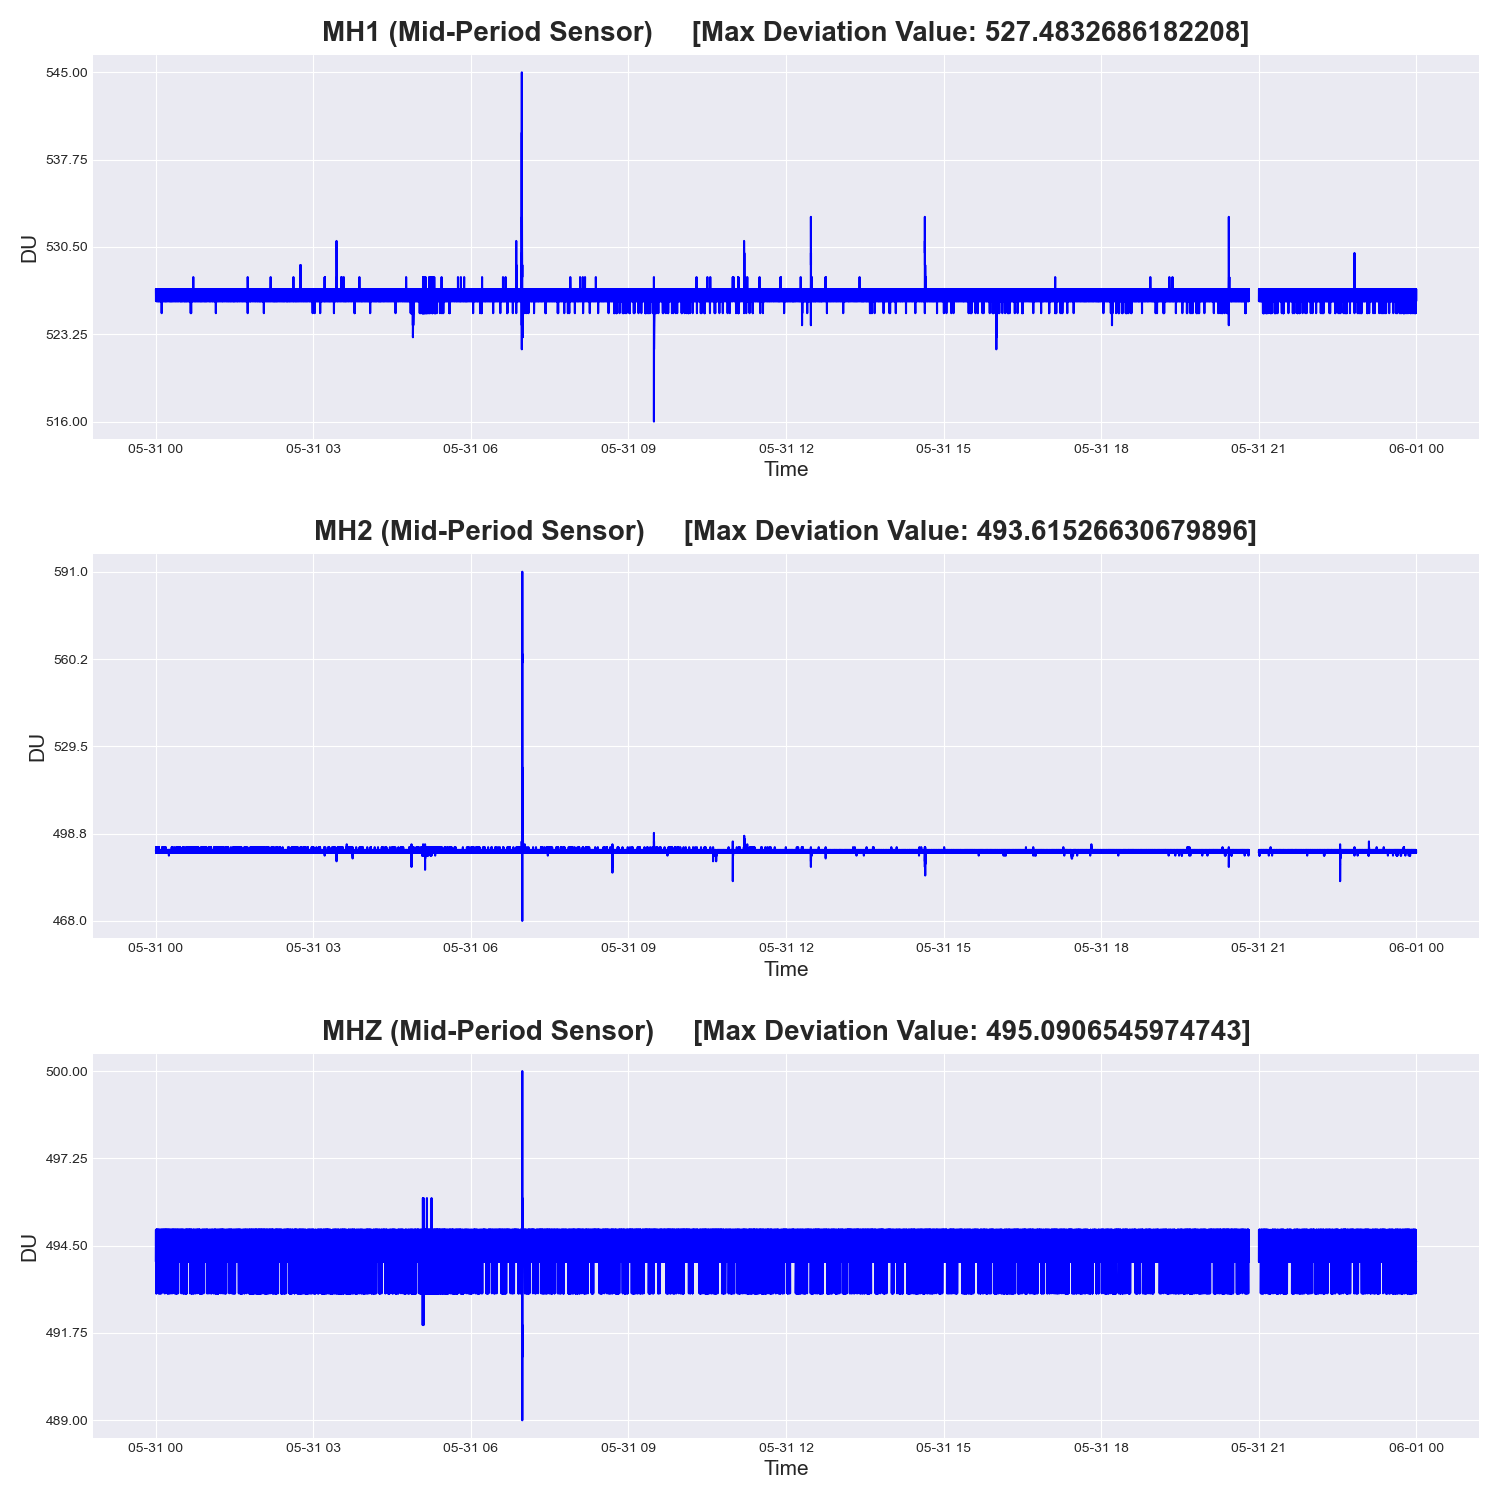 MH1 (Mid-Period Sensor) [Max Deviation Value: 527.4832686182208]
545.00
537.75
530.50
523.25
516.00
DU
05-31 00 05-31 03 05-31 06 05-31 09 05-31 12 05-31 15 05-31 18 05-31 21 06-01 00
Time
MH2 (Mid-Period Sensor) [Max Deviation Value: 493.61526630679896]
591.0
560.2
529.5
498.8
468.0
DU
05-31 00 05-31 03 05-31 06 05-31 09 05-31 12 05-31 15 05-31 18 05-31 21 06-01 00
Time
MHZ (Mid-Period Sensor) [Max Deviation Value: 495.0906545974743]
500.00
497.25
494.50
491.75
489.00
DU
05-31 00 05-31 03 05-31 06 05-31 09 05-31 12 05-31 15 05-31 18 05-31 21 06-01 00
Time